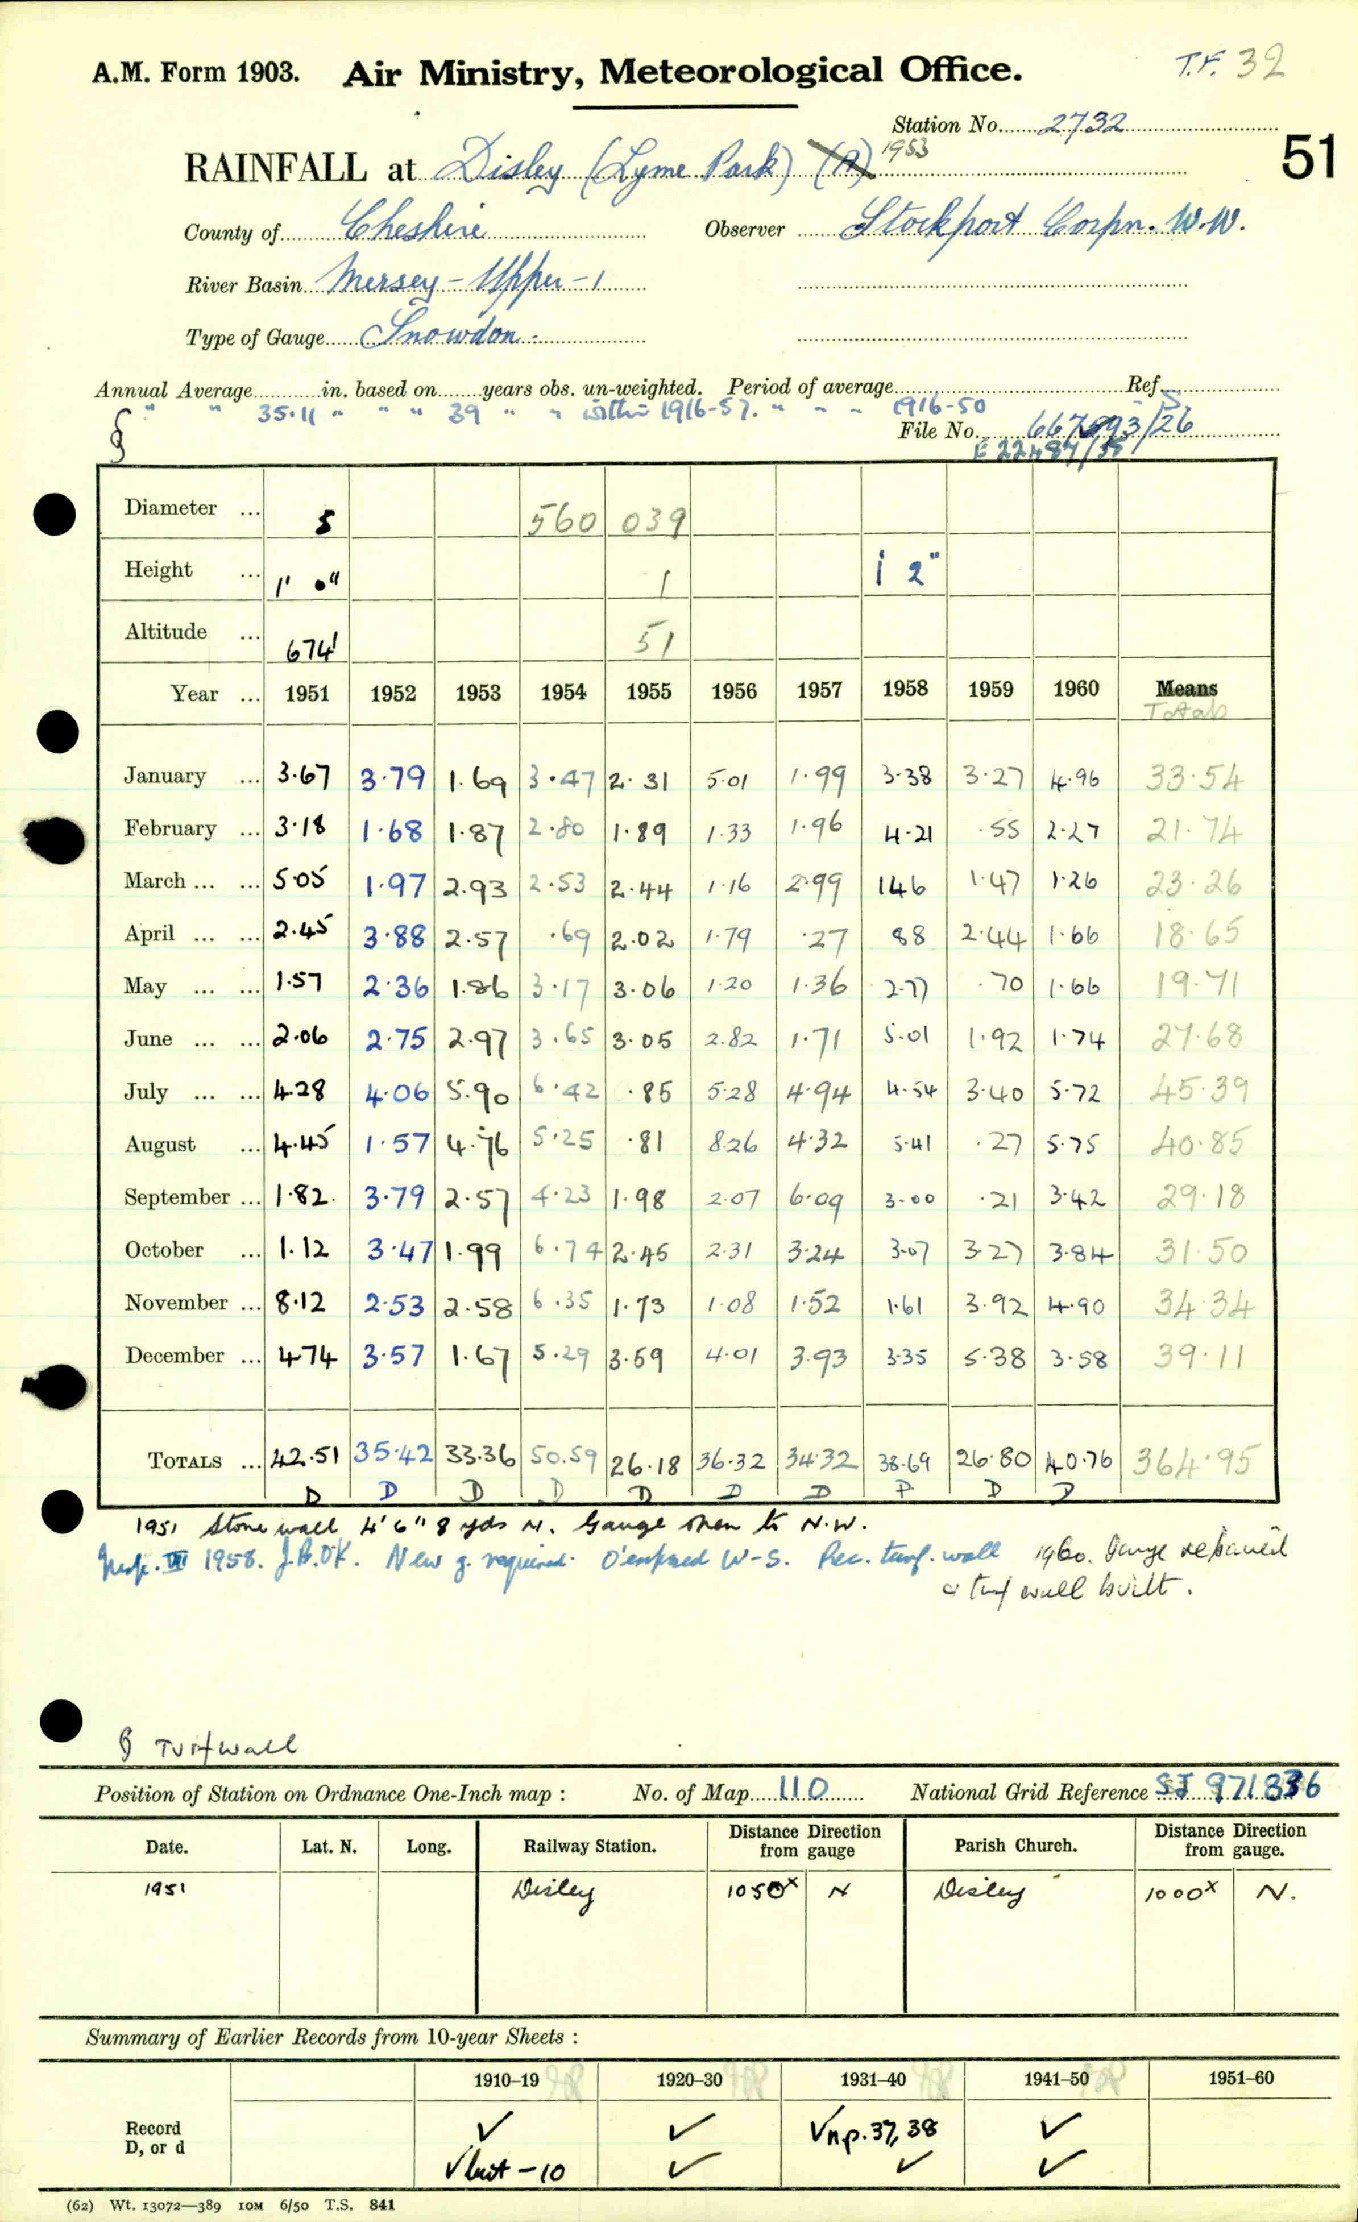 A.M. Form 1903. Air Ministry, Meteorological Office. T.F. 32
Station No. 2732
51
RAINFALL at Disley (Lyme Park) (A) 1953
County of Cheshire Observer Stockport Corpn. W.W.
River Basin Mersey-Upper-1
Type of Gauge Snowdon.
Annual Average in. based on years obs. un-weighted. Period of average Ref. S
" " 35.11 " " " 39 " " within 1916-57. " " " 1916-50
§ File No. /26
E 22484/55
Diameter ... 5 560 039
Height ... 1' 0" 1 1 2"
Altitude ... 674' 51
Year ... 1951 1952 1953 1954 1955 1956 1957 1958 1959 1960 Means
Totals
January ... 3.67 3.79 1.69 3.47 2.31 5.01 1.99 3.38 3.27 4.96 33.54
February ... 3.18 1.68 1.87 2.80 1.89 1.33 1.96 4.21 .55 2.27 21.74
March ... ... 5.05 1.97 2.93 2.53 2.44 1.16 2.99 1.46 1.47 1.26 23.26
April ... ... 2.45 3.88 2.57 .69 2.02 1.79 .27 88 2.44 1.66 18.65
May ... ... 1.57 2.36 1.86 3.17 3.06 1.20 1.36 2.77 .70 1.66 19.71
June ... ... 2.06 2.75 2.97 3.65 3.05 2.82 1.71 5.01 1.92 1.74 27.68
July ... ... 4.28 4.06 5.90 6.42 .85 5.28 4.94 4.54 3.40 5.72 45.39
August ... 4.45 1.57 4.76 5.25 .81 8.26 4.32 5.41 .27 5.75 40.85
September ... 1.82 3.79 2.57 4.23 1.98 2.07 6.09 3.00 .21 3.42 29.18
October ... 1.12 3.47 1.99 6.74 2.45 2.31 3.24 3.07 3.27 3.84 31.50
November ... 8.12 2.53 2.58 6.35 1.73 1.08 1.52 1.61 3.92 4.90 34.34
December ... 4.74 3.57 1.67 5.29 3.59 4.01 3.93 3.35 5.38 3.58 39.11
TOTALS ... 42.51 35.42 33.36 50.59 26.18 36.32 34.32 38.69 26.80 40.76 364.95
D D D D D D D D D D
1951 Stone wall 4' 6" 8 yds N. Gauge open to N.W.
Insp. VII 1958. J.B.OK. New g. required. O'exposed W-S. Rec. turf. wall 1960. Gauge rebained
& turf wall built.
§ Turf wall
Position of Station on Ordnance One-Inch map : No. of Map 110 National Grid Reference SJ 971836
Date. Lat. N. Long. Railway Station. Distance from Direction gauge Parish Church. Distance from Direction gauge.
1951 Disley 1050x N Disley 1000x N.
Summary of Earlier Records from 10-year Sheets :
1910-19 1920-30 1931-40 1941-50 1951-60
Record ✓ ✓ ✓ n.p. 37, 38 ✓
D, or d ✓ but -10 ✓ ✓ ✓
(62) Wt. 13072—389 10M 6/50 T.S. 841